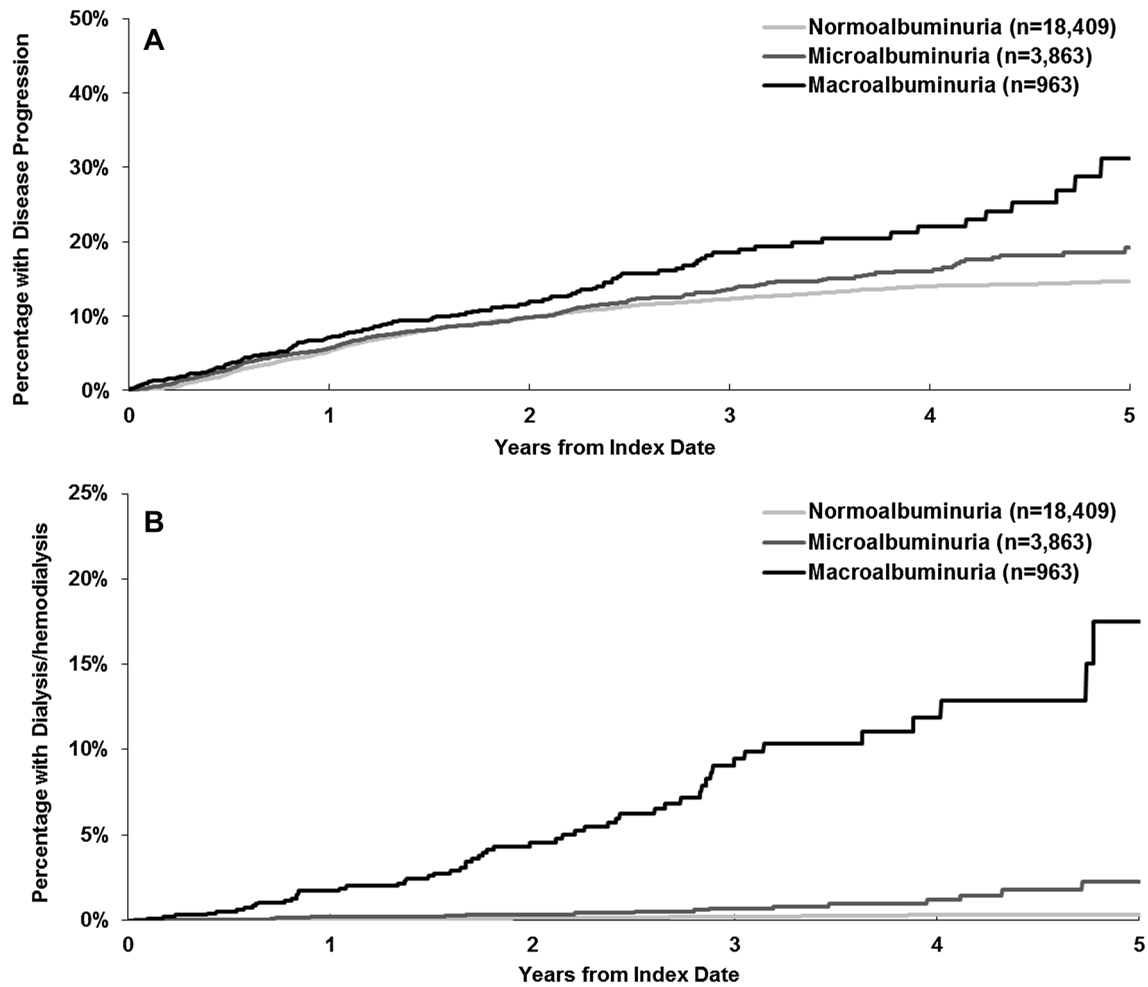 A
Normoalbuminuria (n=18,409)
Microalbuminuria (n=3,863)
Macroalbuminuria (n=963)
Percentage with Disease Progression
50%
40%
30%
20%
10%
0%
0 1 2 3 4 5
Years from Index Date
B
Normoalbuminuria (n=18,409)
Microalbuminuria (n=3,863)
Macroalbuminuria (n=963)
Percentage with Dialysis/hemodialysis
25%
20%
15%
10%
5%
0%
0 1 2 3 4 5
Years from Index Date